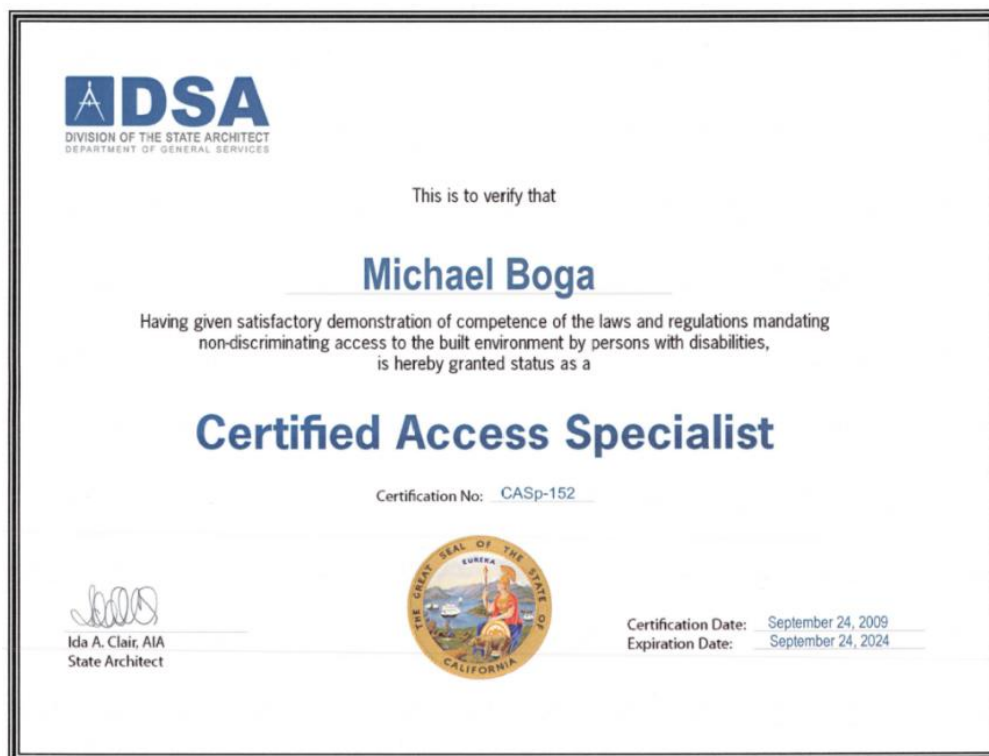 DSA
DIVISION OF THE STATE ARCHITECT
DEPARTMENT OF GENERAL SERVICES
This is to verify that
Michael Boga
Having given satisfactory demonstration of competence of the laws and regulations mandating
non-discriminating access to the built environment by persons with disabilities,
is hereby granted status as a
Certified Access Specialist
Certification No: CASp-152
THE GREAT SEAL OF THE STATE OF CALIFORNIA
EUREKA
Ida A. Clair, AIA
State Architect
Certification Date: September 24, 2009
Expiration Date: September 24, 2024